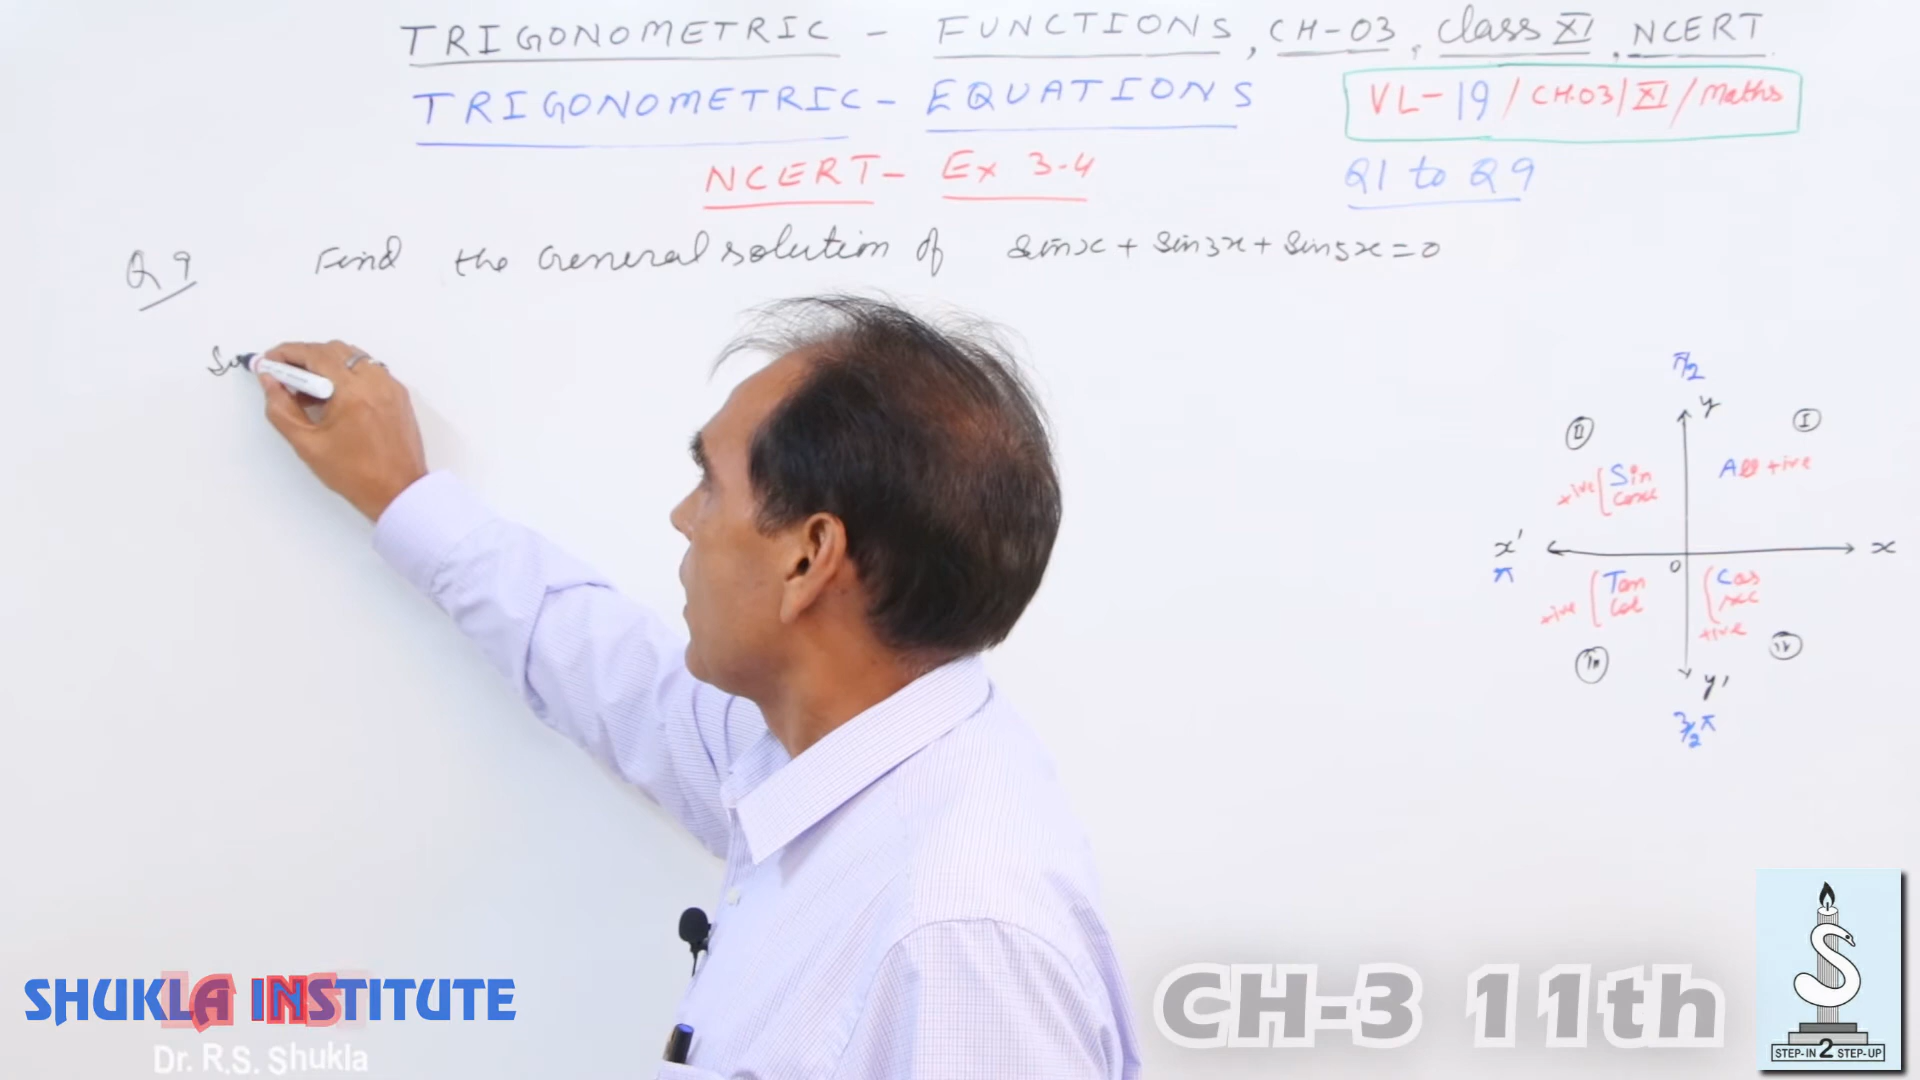 TRIGONOMETRIC - FUNCTIONS, CH-03, Class XI, NCERT
TRIGONOMETRIC - EQUATIONS
VL-19/CH.03/XI/Maths
NCERT- Ex 3.4
Q1 to Q9
Q9 Find the General solution of sinx + sin3x + sin5x = 0
π/2
y
II
I
+ive Sin
cosec
All +ive
x'
x
π
0
+ive Tan
cot
Cos
sec
+ive
III
IV
y'
3/2 π
SHUKLA INSTITUTE
Dr. R.S. Shukla
CH-3 11th
S
STEP-IN 2 STEP-UP